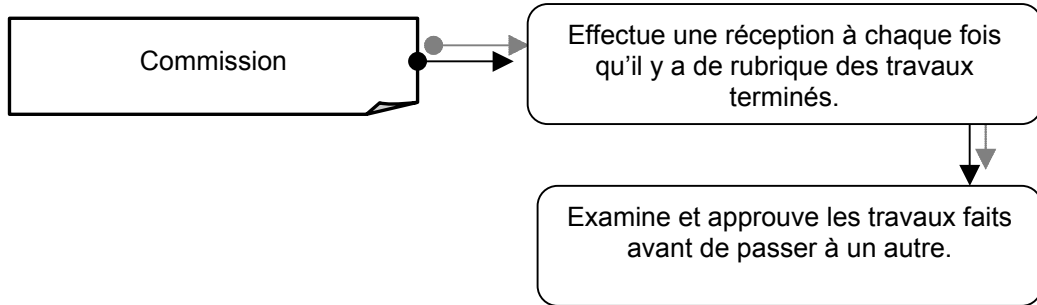 Commission
Effectue une réception à chaque fois
qu’il y a de rubrique des travaux
terminés.
Examine et approuve les travaux faits
avant de passer à un autre.